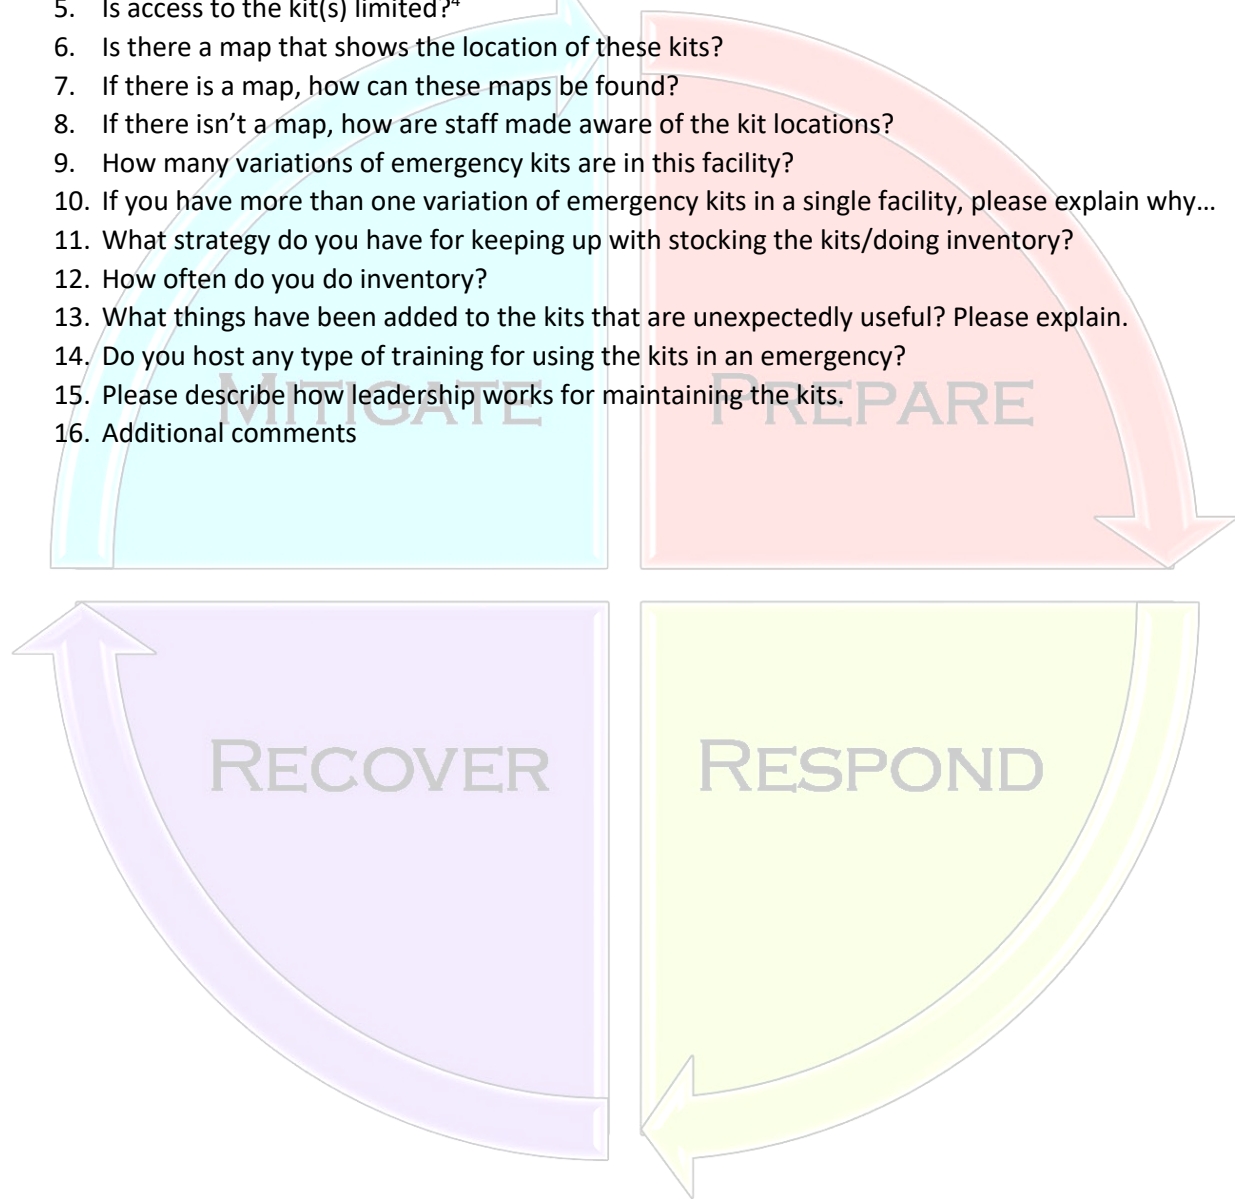 5. Is access to the kit(s) limited?⁴
6. Is there a map that shows the location of these kits?
7. If there is a map, how can these maps be found?
8. If there isn’t a map, how are staff made aware of the kit locations?
9. How many variations of emergency kits are in this facility?
10. If you have more than one variation of emergency kits in a single facility, please explain why…
11. What strategy do you have for keeping up with stocking the kits/doing inventory?
12. How often do you do inventory?
13. What things have been added to the kits that are unexpectedly useful? Please explain.
14. Do you host any type of training for using the kits in an emergency?
15. Please describe how leadership works for maintaining the kits.
16. Additional comments
MITIGATE PREPARE
RECOVER RESPOND